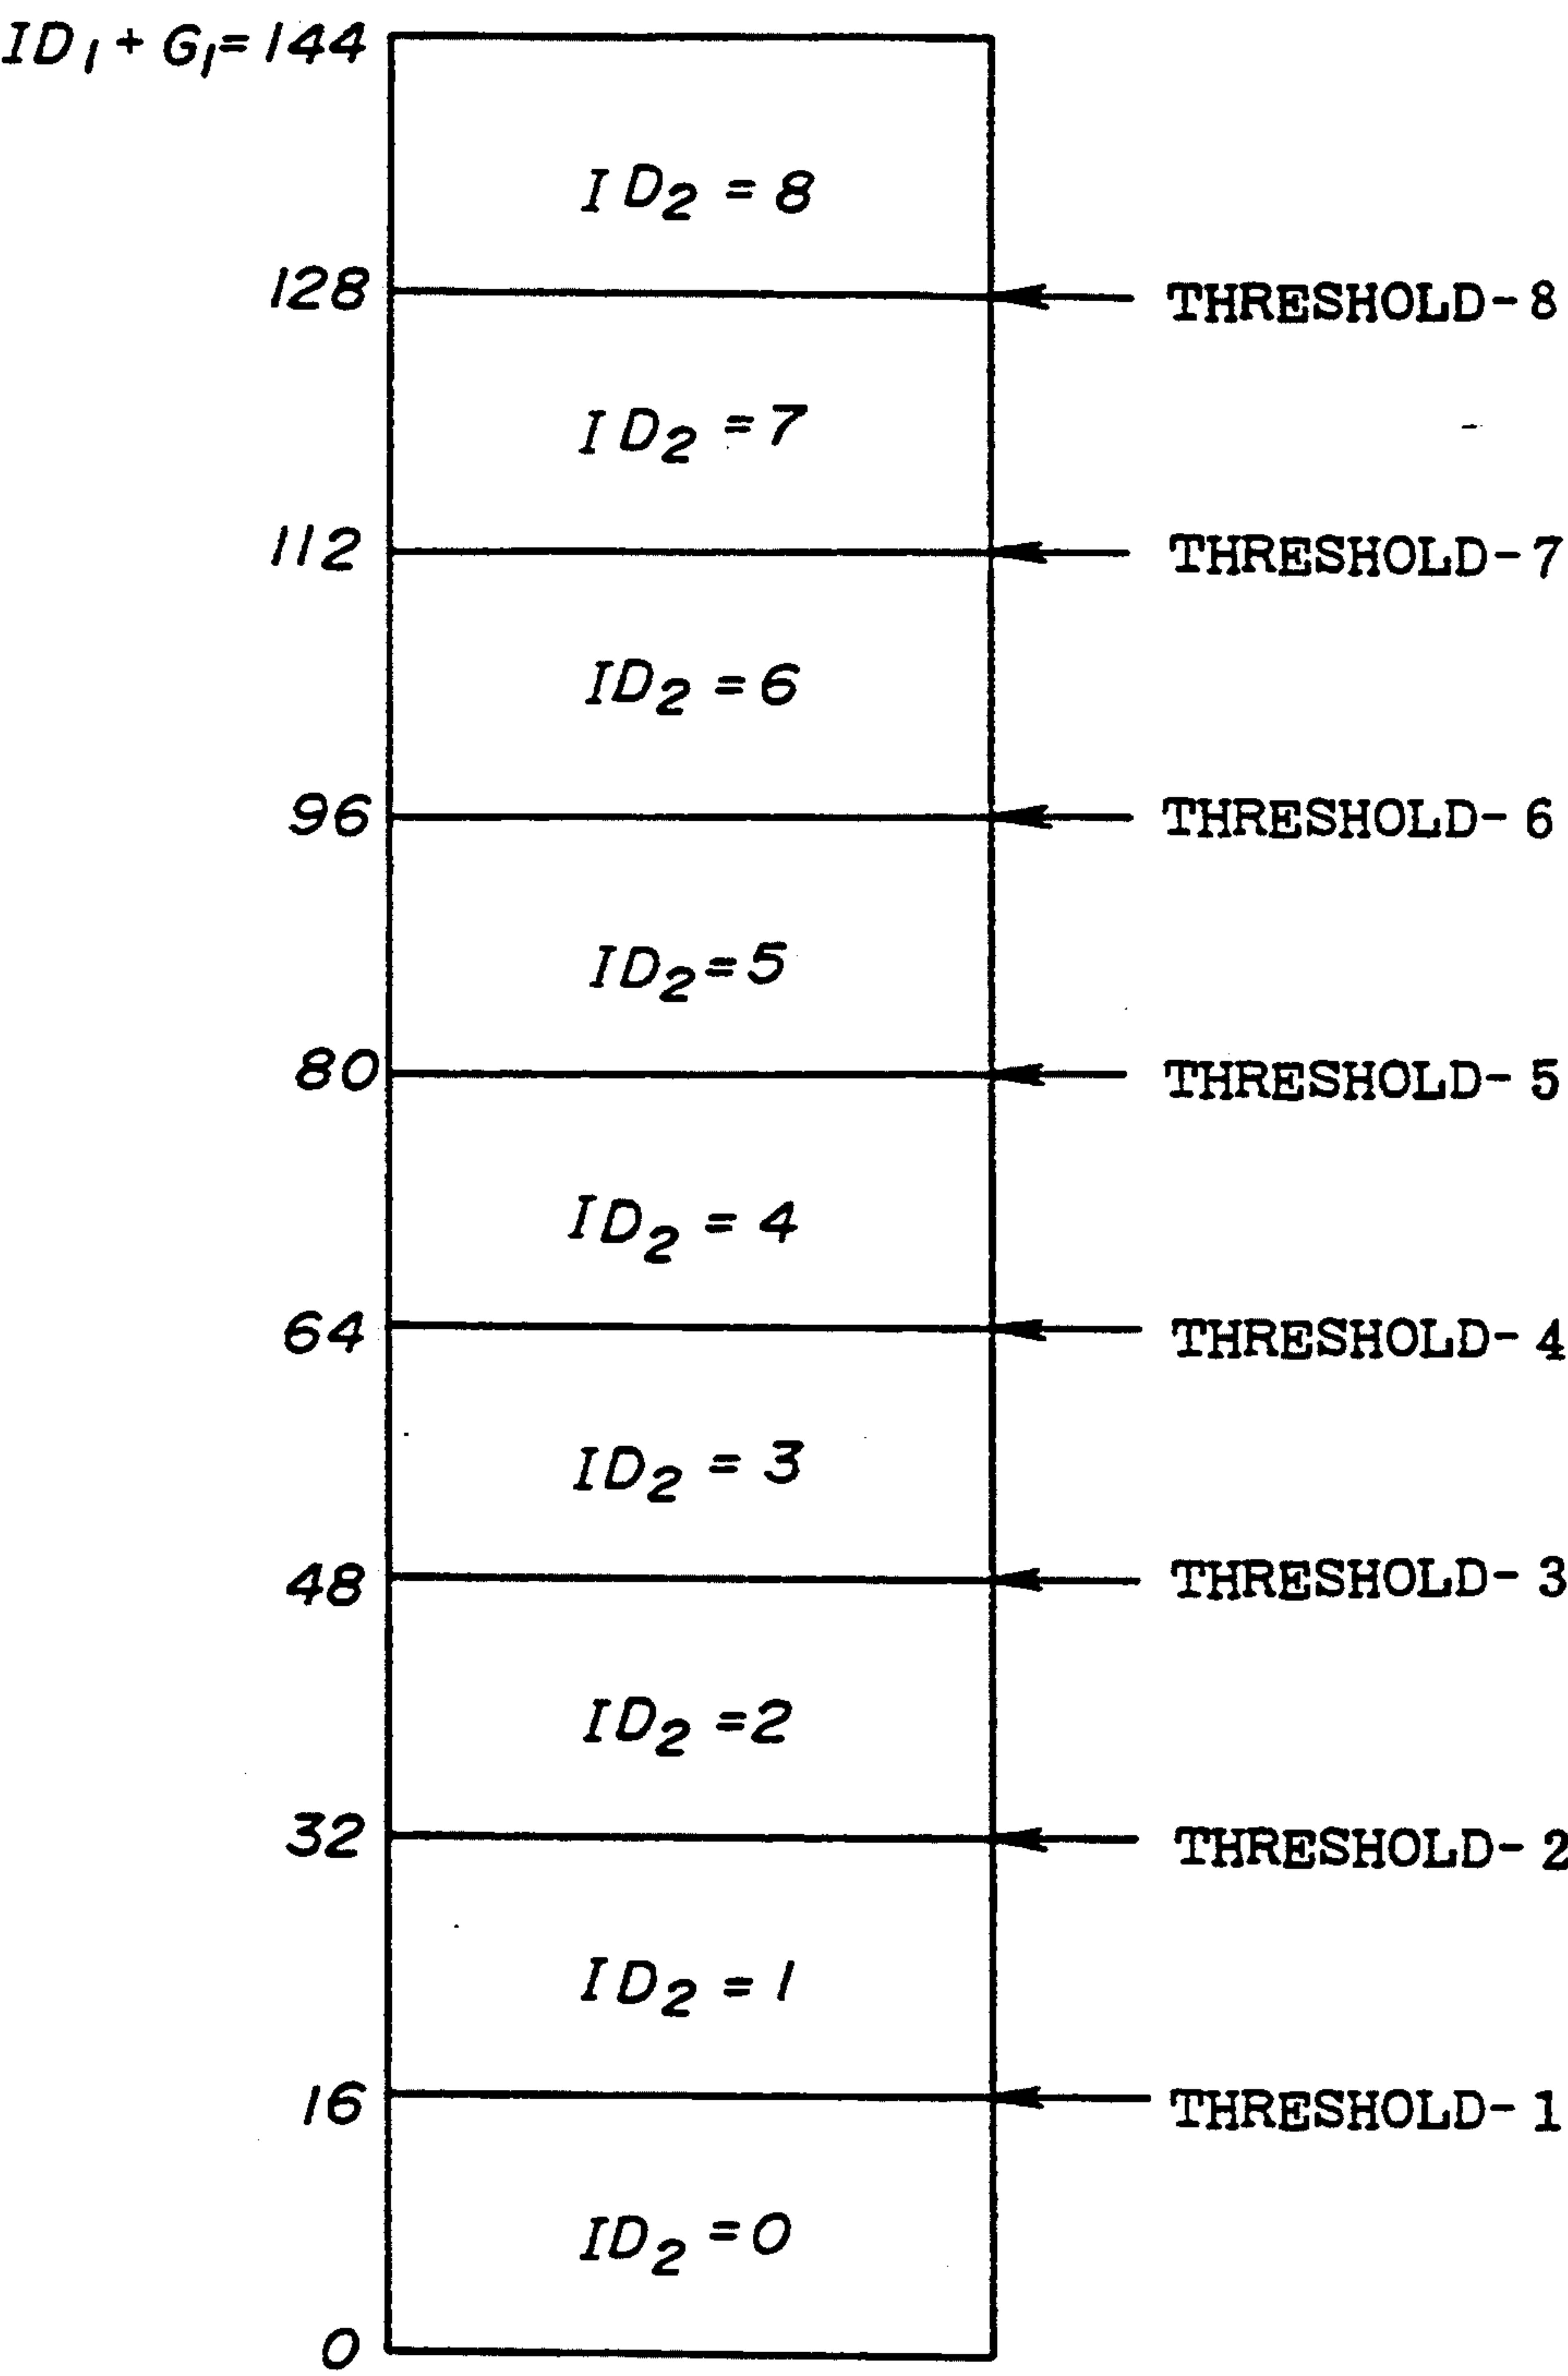 ID₁ + G₁ = 144
ID₂ = 8
128 THRESHOLD-8
ID₂ = 7
112 THRESHOLD-7
ID₂ = 6
96 THRESHOLD-6
ID₂ = 5
80 THRESHOLD-5
ID₂ = 4
64 THRESHOLD-4
ID₂ = 3
48 THRESHOLD-3
ID₂ = 2
32 THRESHOLD-2
ID₂ = 1
16 THRESHOLD-1
ID₂ = 0
0